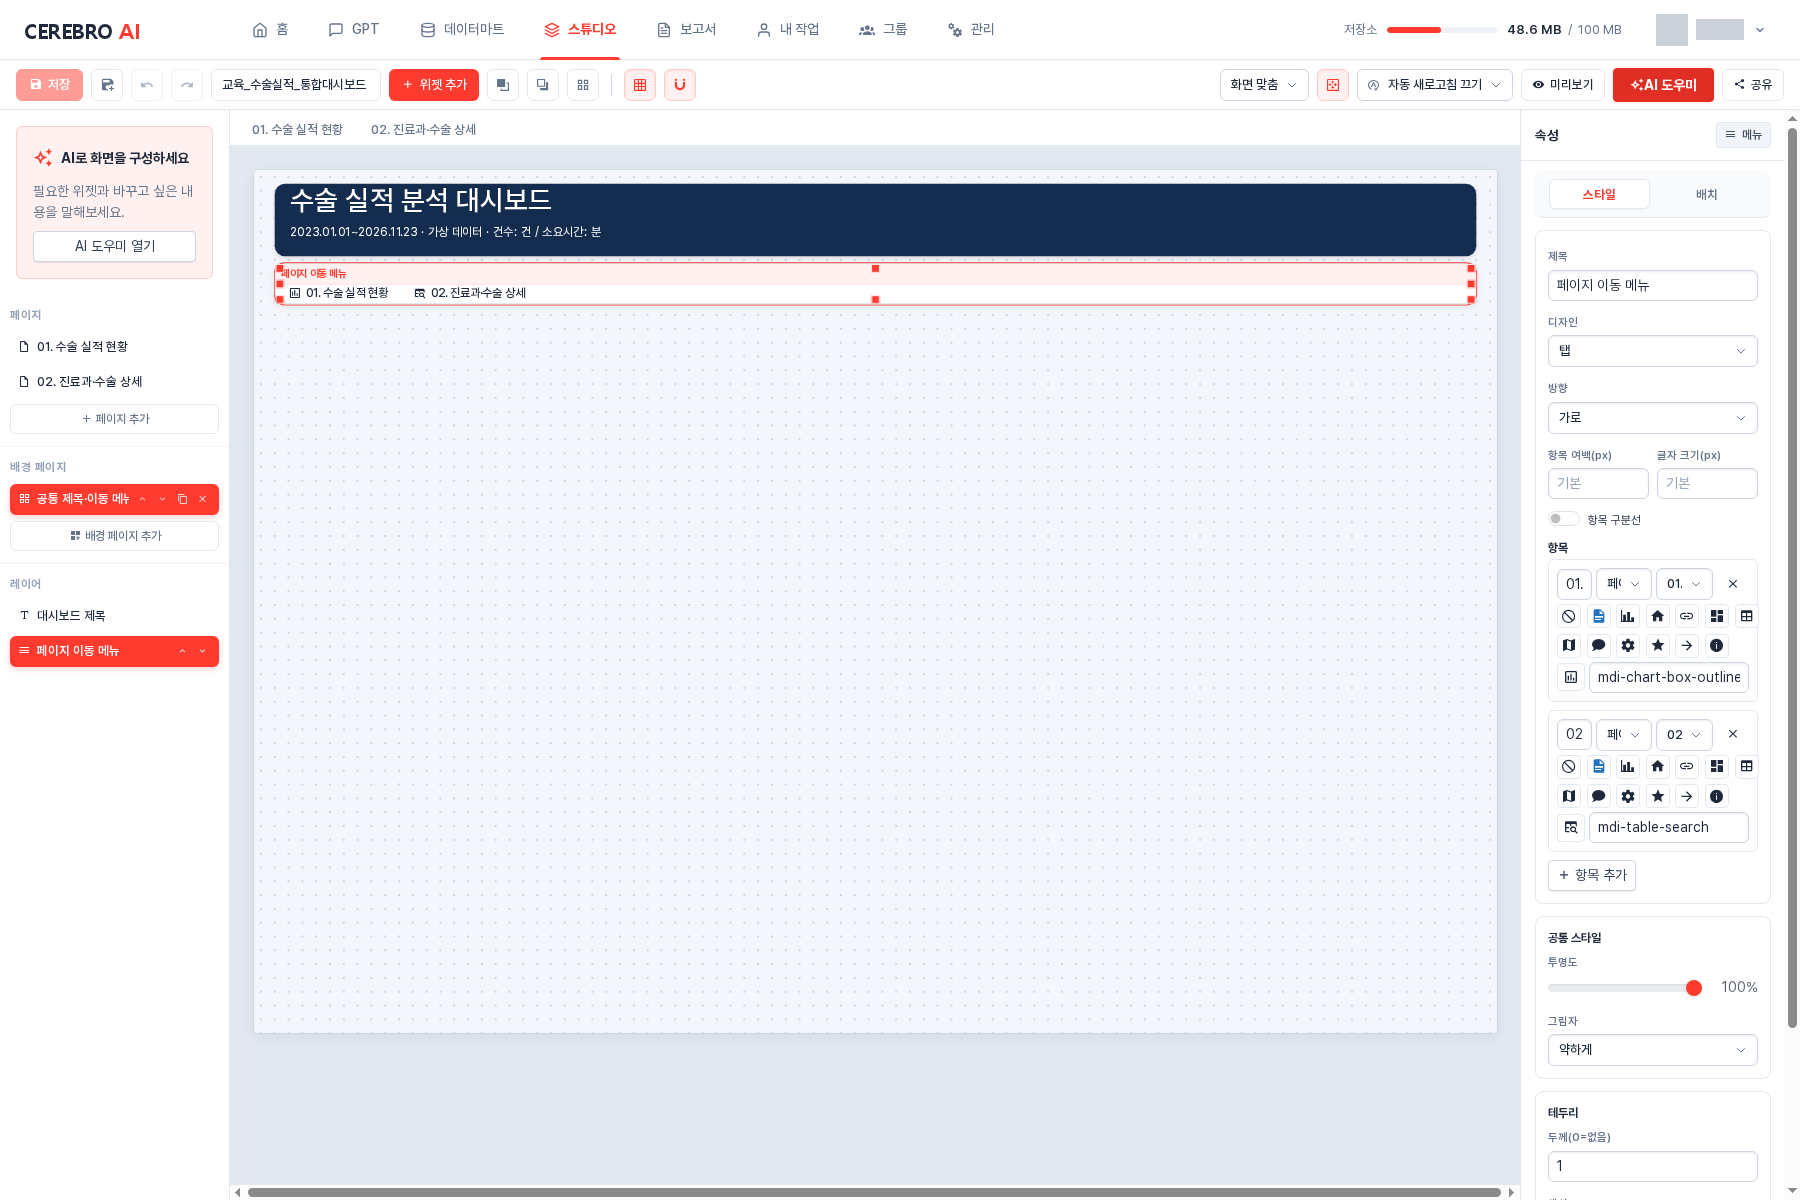 CEREBRO AI
홈
GPT
데이터마트
스튜디오
보고서
내 작업
그룹
관리
저장소
48.6 MB / 100 MB
저장
교육_수술실적_통합대시보드
위젯 추가
화면 맞춤
자동 새로고침 끄기
미리보기
AI 도우미
공유
AI로 화면을 구성하세요
필요한 위젯과 바꾸고 싶은 내
용을 말해보세요.
AI 도우미 열기
페이지
01. 수술 실적 현황
02. 진료과·수술 상세
페이지 추가
배경 페이지
공통 제목·이동 메뉴
배경 페이지 추가
레이어
대시보드 제목
페이지 이동 메뉴
01. 수술 실적 현황
02. 진료과·수술 상세
수술 실적 분석 대시보드
2023.01.01~2026.11.23 · 가상 데이터 · 건수: 건 / 소요시간: 분
페이지 이동 메뉴
01. 수술 실적 현황
02. 진료과·수술 상세
속성
메뉴
스타일
배치
제목
페이지 이동 메뉴
디자인
탭
방향
가로
항목 여백(px)
글자 크기(px)
기본
기본
항목 구분선
항목
01.
01.
mdi-chart-box-outline
02
02
mdi-table-search
항목 추가
공통 스타일
투명도
100%
그림자
약하게
테두리
두께(0=없음)
1